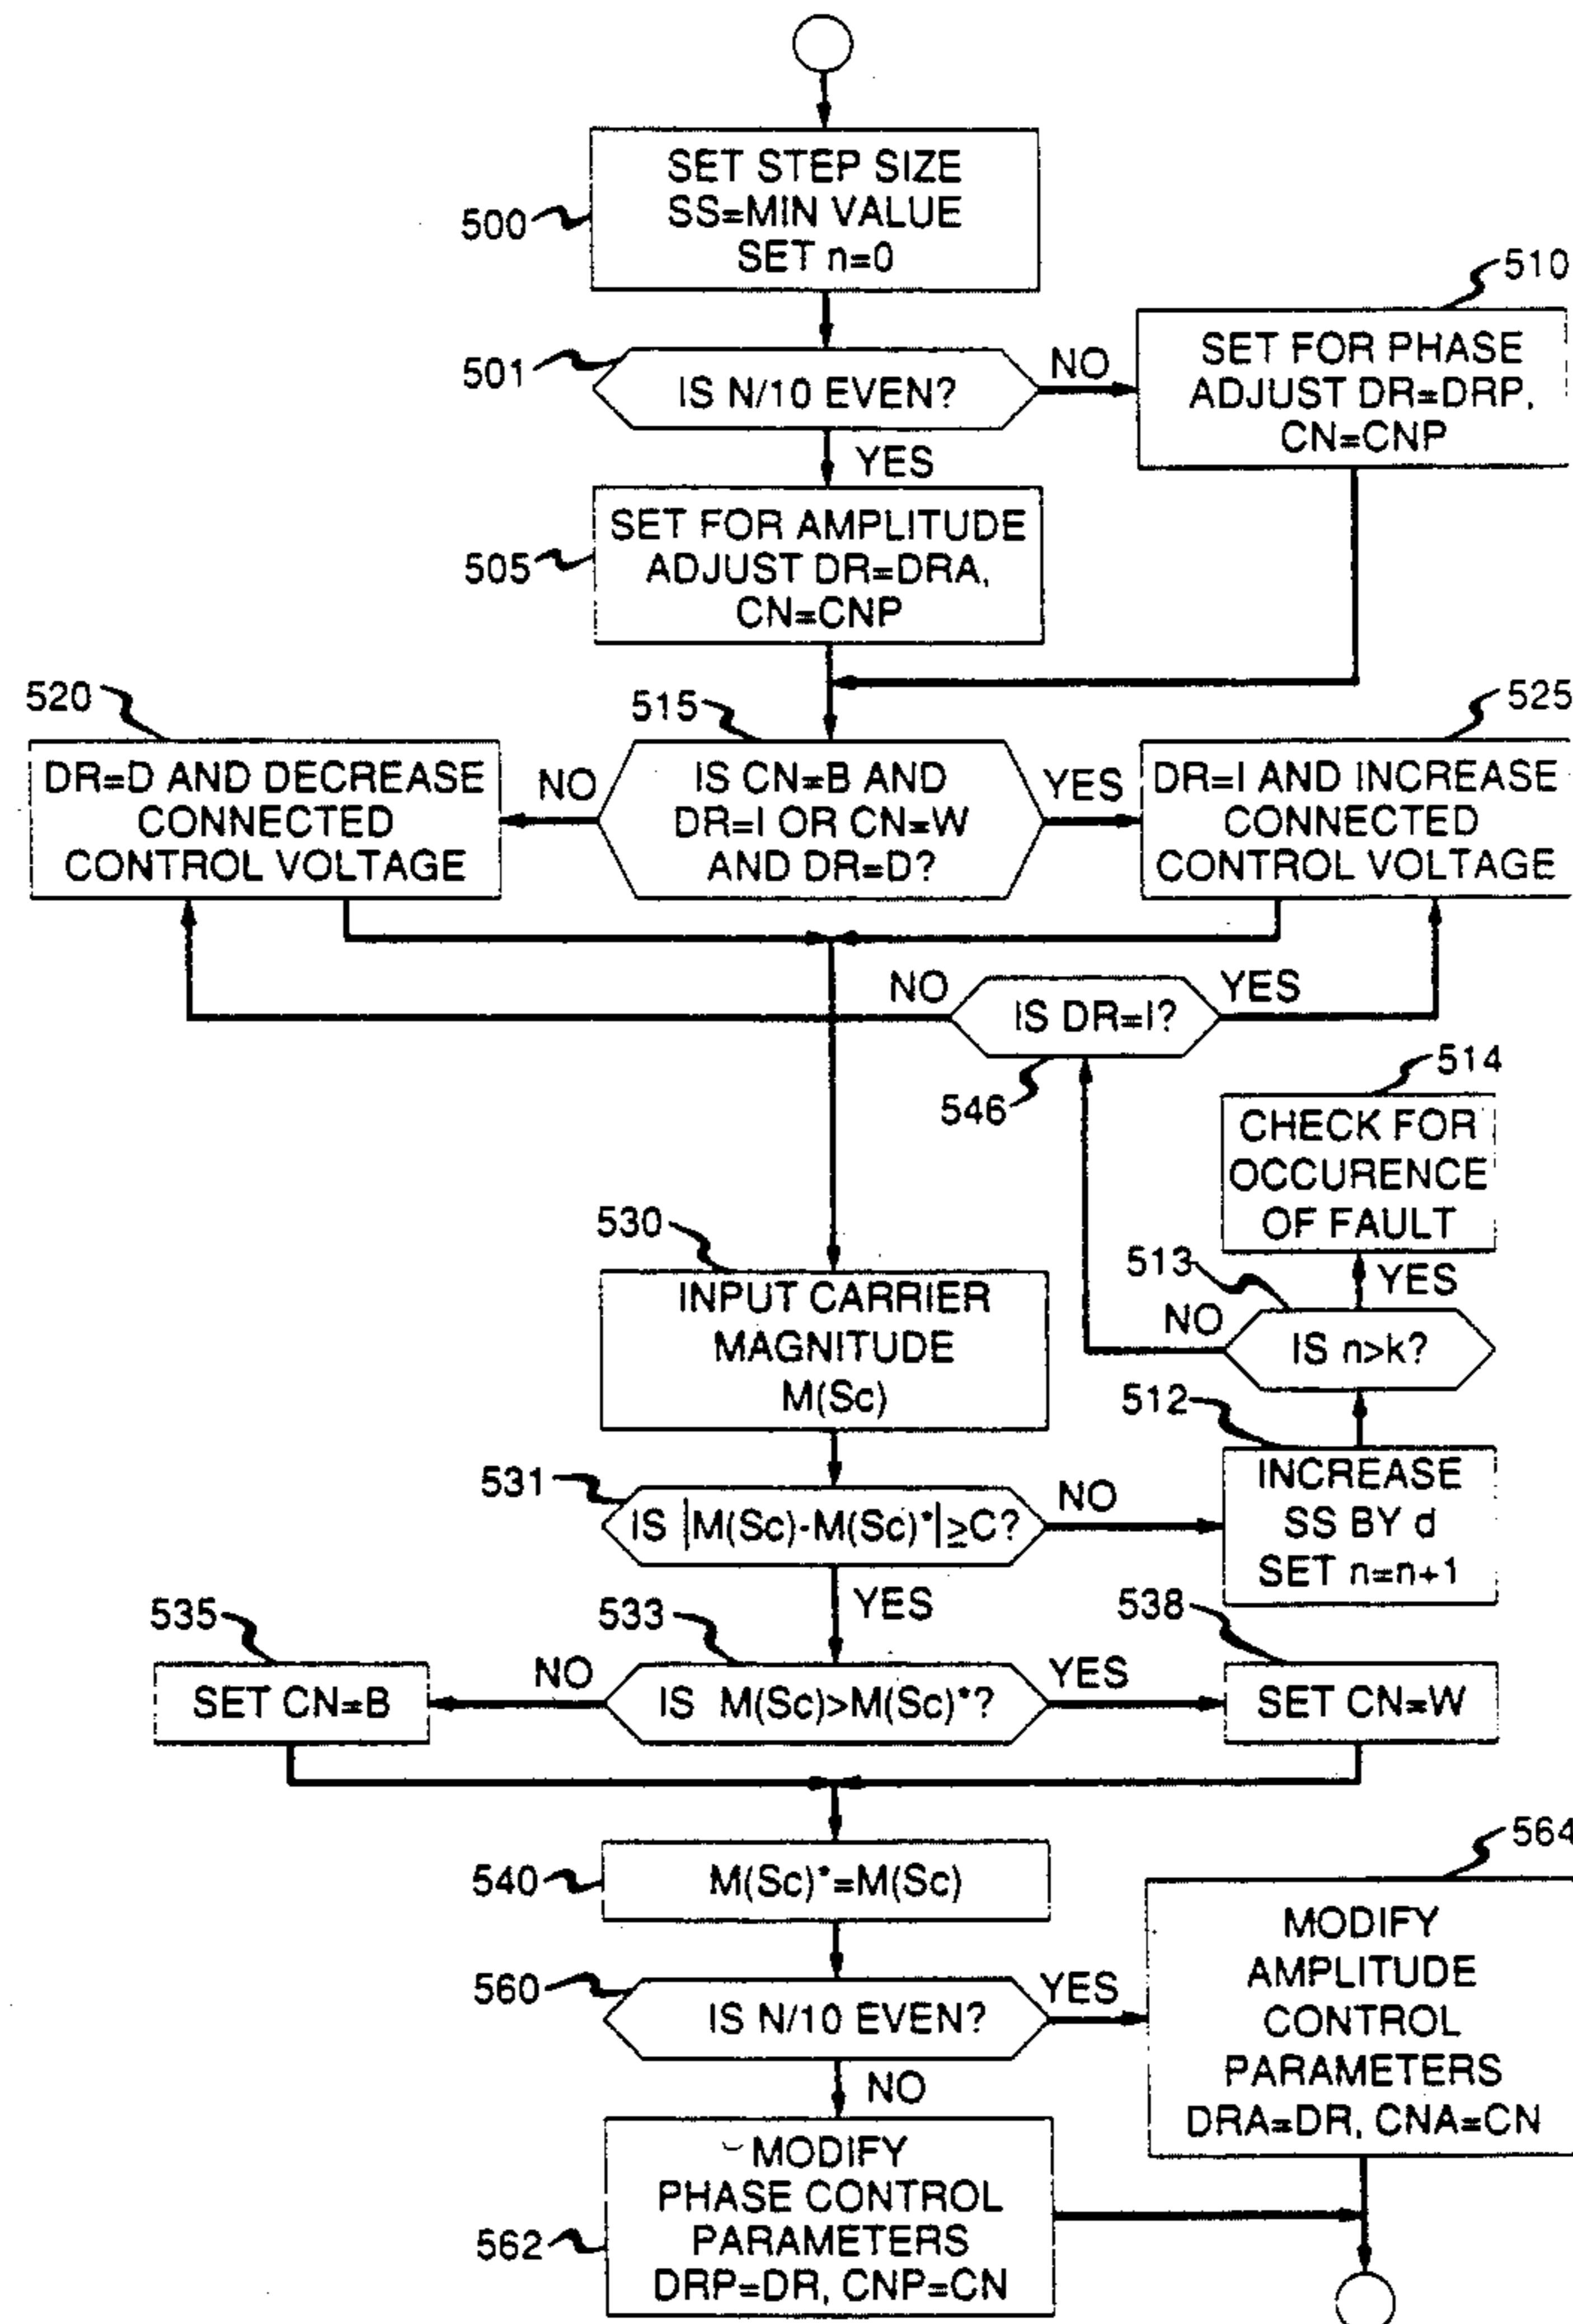 SET STEP SIZE
SS=MIN VALUE
SET n=0
500
510
501
IS N/10 EVEN?
NO
SET FOR PHASE
ADJUST DR=DRP,
CN=CNP
YES
SET FOR AMPLITUDE
ADJUST DR=DRA,
CN=CNP
505
520
515
525
DR=D AND DECREASE
CONNECTED
CONTROL VOLTAGE
NO
IS CN=B AND
DR=I OR CN=W
AND DR=D?
YES
DR=I AND INCREASE
CONNECTED
CONTROL VOLTAGE
NO
IS DR=I?
YES
546
514
CHECK FOR
OCCURENCE
OF FAULT
530
513
YES
INPUT CARRIER
MAGNITUDE
M(Sc)
NO
IS n>k?
512
531
IS |M(Sc)-M(Sc)*|≥C?
NO
INCREASE
SS BY d
SET n=n+1
YES
535
533
538
SET CN=B
NO
IS M(Sc)>M(Sc)*?
YES
SET CN=W
540
M(Sc)*=M(Sc)
564
560
IS N/10 EVEN?
YES
MODIFY
AMPLITUDE
CONTROL
PARAMETERS
DRA=DR, CNA=CN
NO
562
MODIFY
PHASE CONTROL
PARAMETERS
DRP=DR, CNP=CN